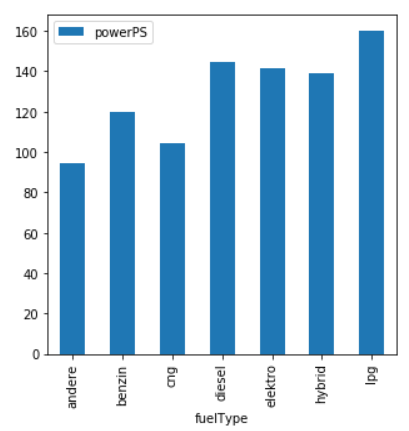 powerPS
160
140
120
100
80
60
40
20
0
andere
benzin
cng
diesel
elektro
hybrid
lpg
fuelType